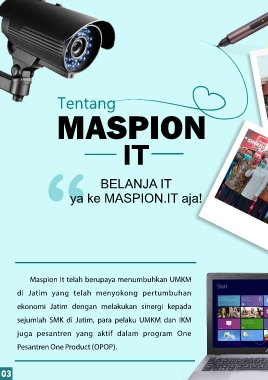 Tentang
MASPION
IT
BELANJA IT
ya ke MASPION.IT aja!
Maspion It telah berupaya menumbuhkan UMKM
di Jatim yang telah menyokong pertumbuhan
ekonomi Jatim dengan melakukan sinergi kepada
sejumlah SMK di Jatim, para pelaku UMKM dan IKM
juga pesantren yang aktif dalam program One
Pesantren One Product (OPOP).
Start
03